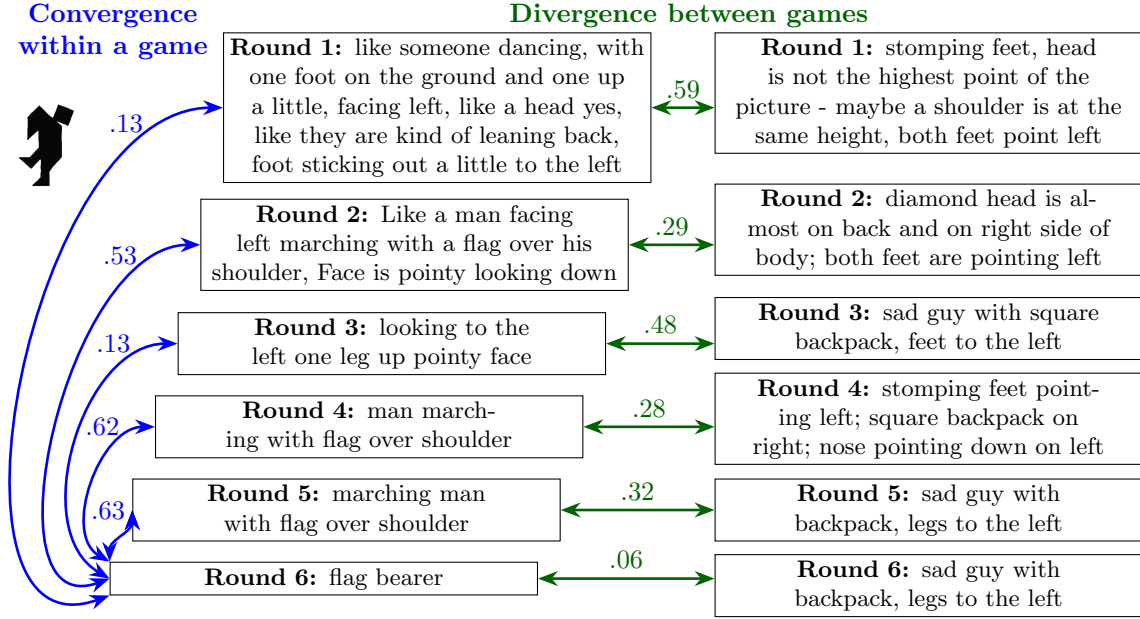 Convergence
within a game
Divergence between games
Round 1: like someone dancing, with
one foot on the ground and one up
a little, facing left, like a head yes,
like they are kind of leaning back,
foot sticking out a little to the left
.13
.59
Round 1: stomping feet, head
is not the highest point of the
picture - maybe a shoulder is at the
same height, both feet point left
Round 2: Like a man facing
left marching with a flag over his
shoulder, Face is pointy looking down
.53
.29
Round 2: diamond head is al-
most on back and on right side of
body; both feet are pointing left
Round 3: looking to the
left one leg up pointy face
.13
.48
Round 3: sad guy with square
backpack, feet to the left
Round 4: man march-
ing with flag over shoulder
.62
.28
Round 4: stomping feet point-
ing left; square backpack on
right; nose pointing down on left
Round 5: marching man
with flag over shoulder
.63
.32
Round 5: sad guy with
backpack, legs to the left
Round 6: flag bearer
.06
Round 6: sad guy with
backpack, legs to the left